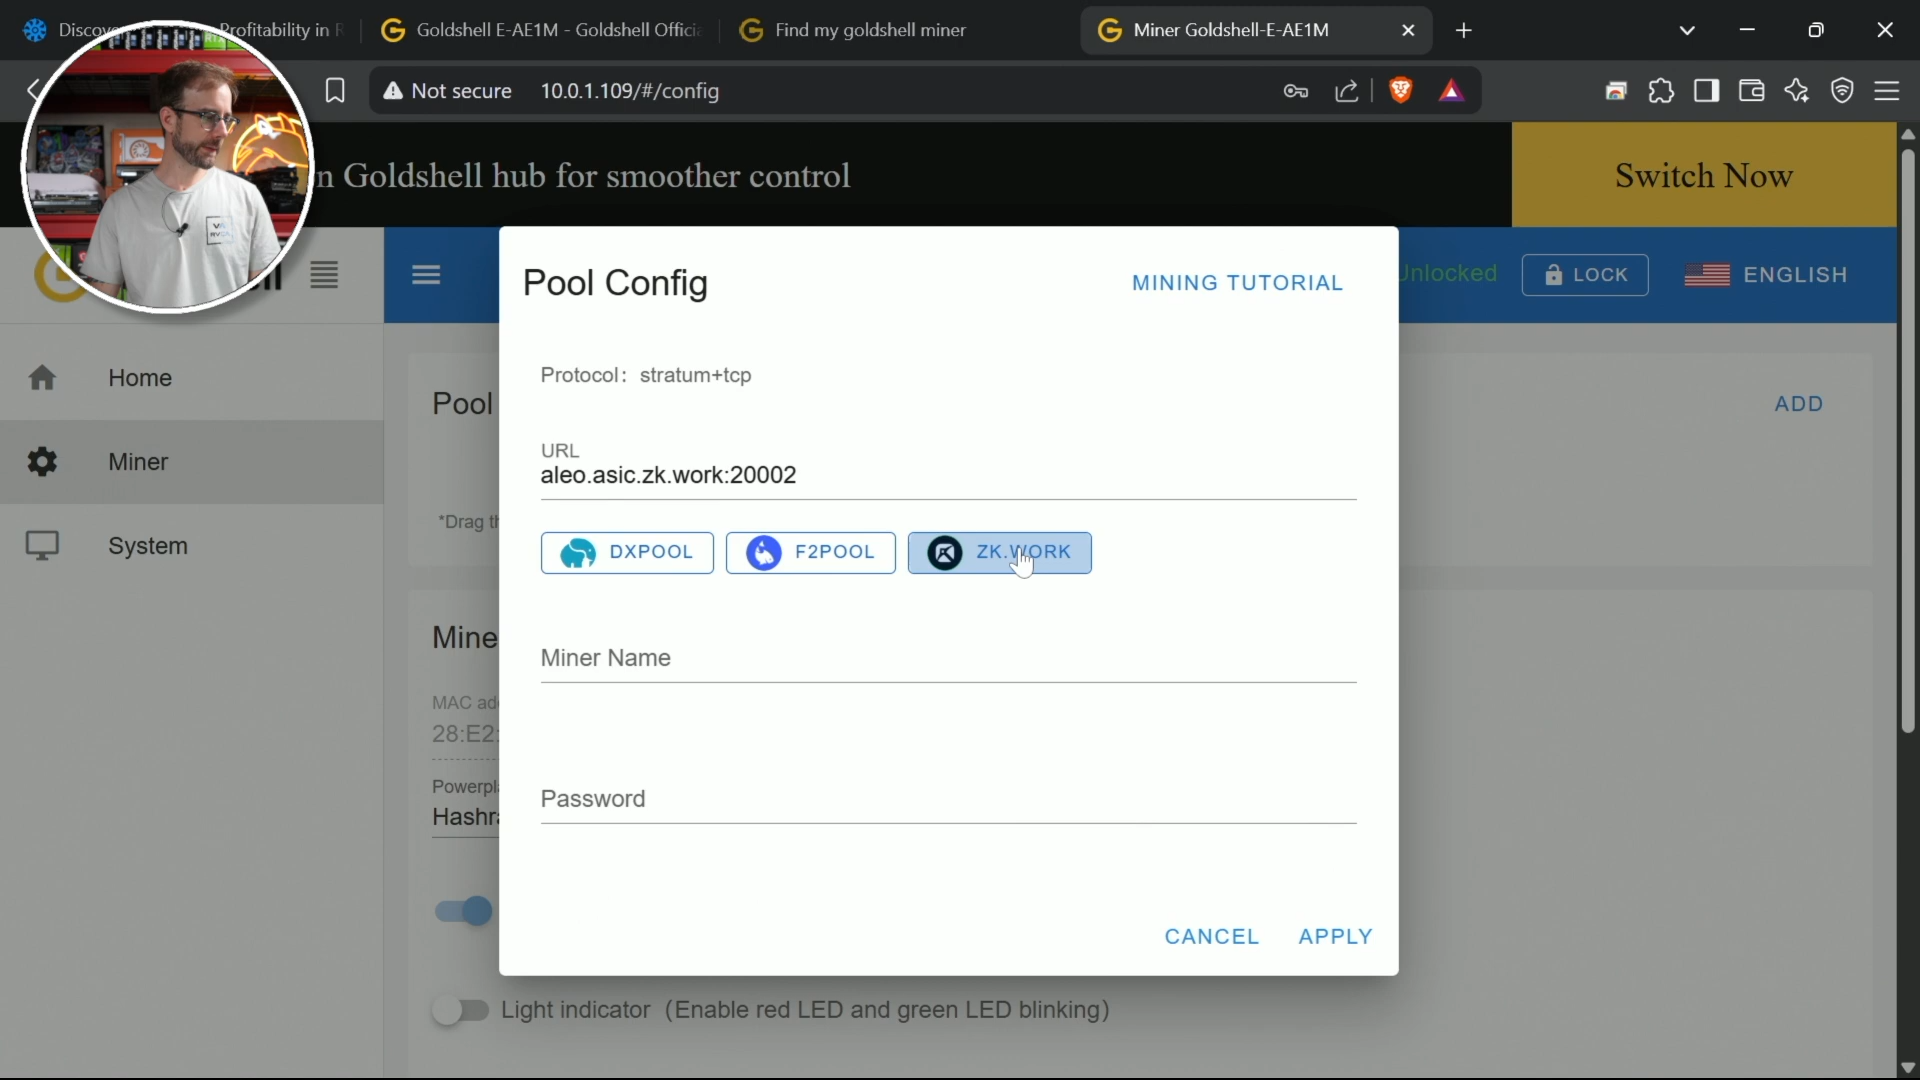 Discov
rofitability in R
Goldshell E-AE1M - Goldshell Offici
Find my goldshell miner
Miner Goldshell-E-AE1M
Not secure
10.0.1.109/#/config
n Goldshell hub for smoother control
Switch Now
Pool Config
MINING TUTORIAL
Unlocked
LOCK
ENGLISH
Home
Miner
System
Pool
ADD
*Drag th
Protocol: stratum+tcp
URL
aleo.asic.zk.work:20002
DXPOOL
F2POOL
ZK.WORK
Mine
Miner Name
MAC ad
28:E2:
Powerpl
Hashr
Password
CANCEL
APPLY
Light indicator (Enable red LED and green LED blinking)